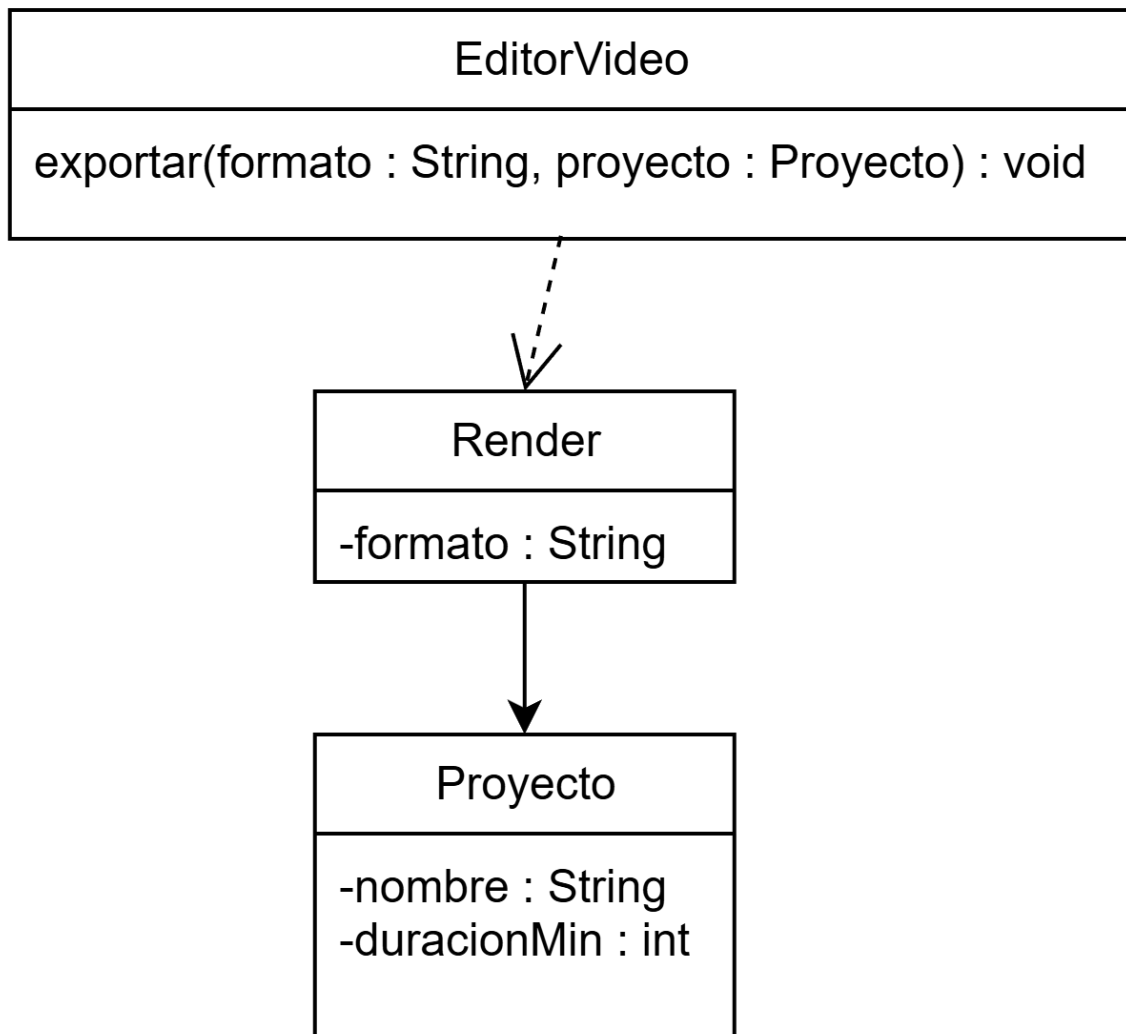 EditorVideo
exportar(formato : String, proyecto : Proyecto) : void
Render
-formato : String
Proyecto
-nombre : String
-duracionMin : int